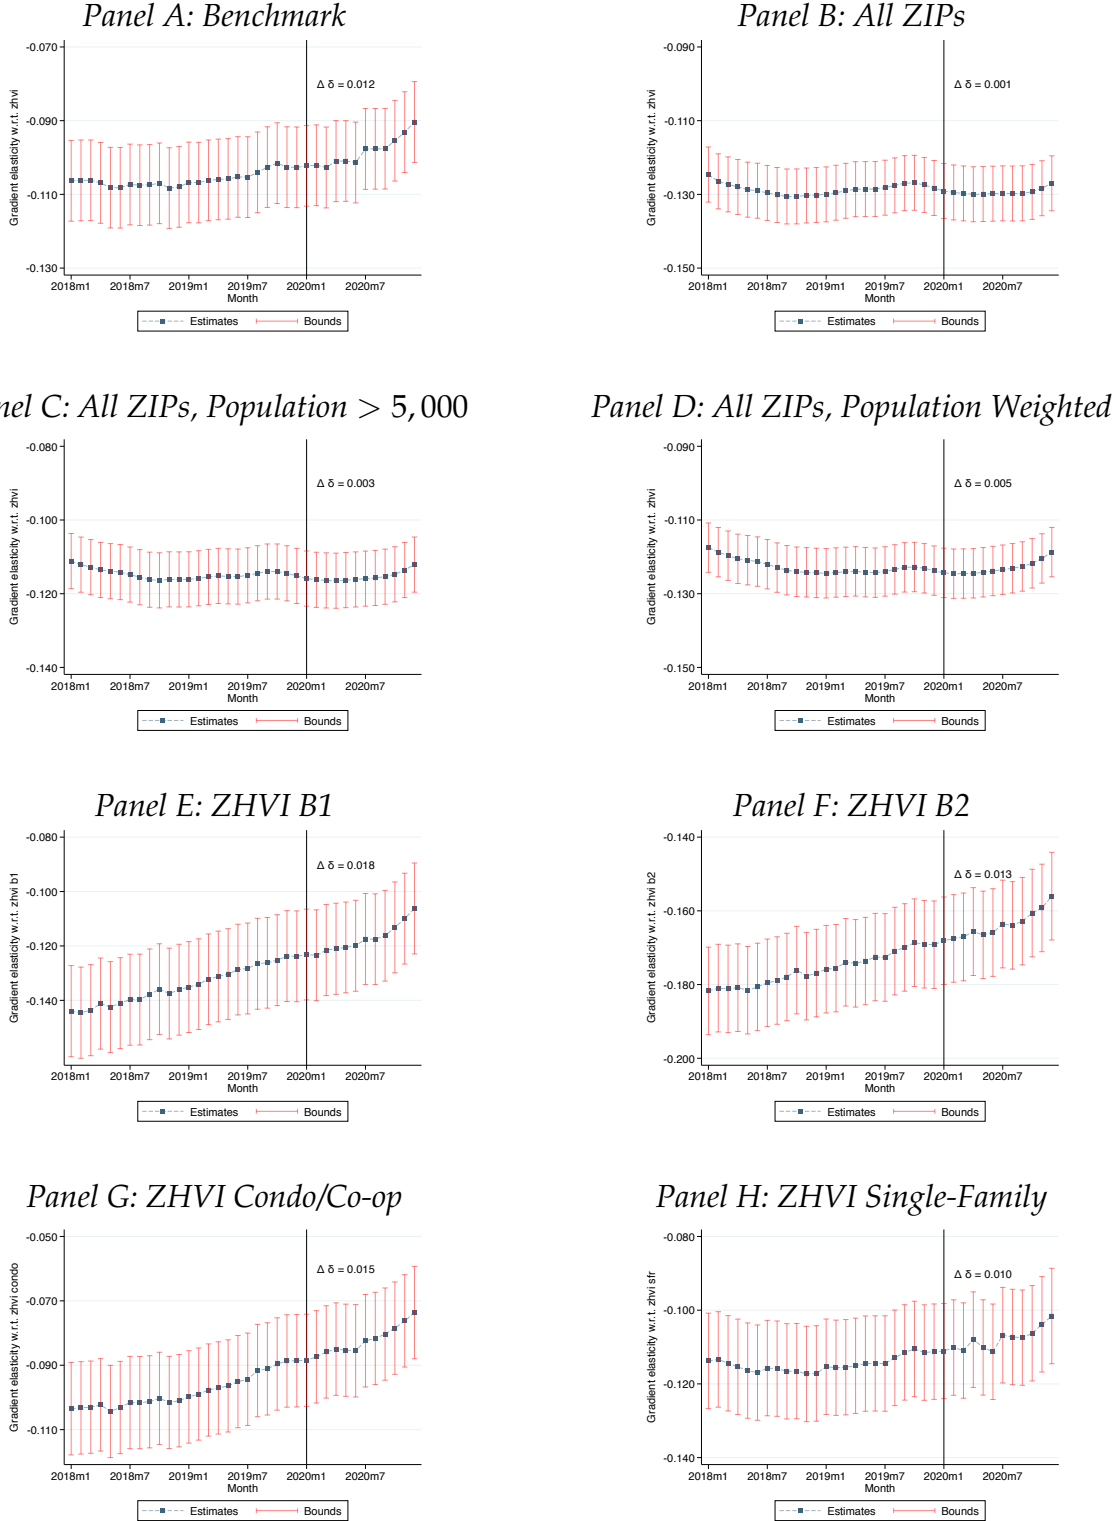 Panel A: Benchmark
-0.070
-0.090
-0.110
-0.130
Gradient elasticity w.r.t. zhvi
Δ δ = 0.012
2018m1 2018m7 2019m1 2019m7 2020m1 2020m7
Month
Estimates Bounds
Panel B: All ZIPs
-0.090
-0.110
-0.130
-0.150
Gradient elasticity w.r.t. zhvi
Δ δ = 0.001
2018m1 2018m7 2019m1 2019m7 2020m1 2020m7
Month
Estimates Bounds
nel C: All ZIPs, Population > 5,000
-0.080
-0.100
-0.120
-0.140
Gradient elasticity w.r.t. zhvi
Δ δ = 0.003
2018m1 2018m7 2019m1 2019m7 2020m1 2020m7
Month
Estimates Bounds
Panel D: All ZIPs, Population Weighted
-0.090
-0.110
-0.130
-0.150
Gradient elasticity w.r.t. zhvi
Δ δ = 0.005
2018m1 2018m7 2019m1 2019m7 2020m1 2020m7
Month
Estimates Bounds
Panel E: ZHVI B1
-0.080
-0.100
-0.120
-0.140
Gradient elasticity w.r.t. zhvi b1
Δ δ = 0.018
2018m1 2018m7 2019m1 2019m7 2020m1 2020m7
Month
Estimates Bounds
Panel F: ZHVI B2
-0.140
-0.160
-0.180
-0.200
Gradient elasticity w.r.t. zhvi b2
Δ δ = 0.013
2018m1 2018m7 2019m1 2019m7 2020m1 2020m7
Month
Estimates Bounds
Panel G: ZHVI Condo/Co-op
-0.050
-0.070
-0.090
-0.110
Gradient elasticity w.r.t. zhvi condo
Δ δ = 0.015
2018m1 2018m7 2019m1 2019m7 2020m1 2020m7
Month
Estimates Bounds
Panel H: ZHVI Single-Family
-0.080
-0.100
-0.120
-0.140
Gradient elasticity w.r.t. zhvi sfr
Δ δ = 0.010
2018m1 2018m7 2019m1 2019m7 2020m1 2020m7
Month
Estimates Bounds